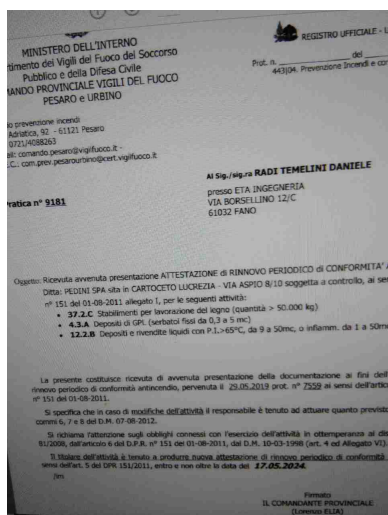 MINISTERO DELL'INTERNO
rtimento dei Vigili del Fuoco del Soccorso
Pubblico e della Difesa Civile
MANDO PROVINCIALE VIGILI DEL FUOCO
PESARO e URBINO
REGISTRO UFFICIALE - U
Prot. n. ________ del
443|04. Prevenzione Incendi e con
io prevenzione incendi
Adriatica, 92 - 61121 Pesaro
0721/4088263
ail: comando.pesaro@vigilfuoco.it -
.C.: com.prev.pesarourbino@cert.vigilfuoco.it
Al Sig./sig.ra RADI TEMELINI DANIELE
presso ETA INGEGNERIA
VIA BORSELLINO 12/C
61032 FANO
ratica n° 9181
Oggetto: Ricevuta avvenuta presentazione ATTESTAZIONE di RINNOVO PERIODICO di CONFORMITA' A
Ditta: PEDINI SPA sita in CARTOCETO LUCREZIA - VIA ASPIO 8/10 soggetta a controllo, ai se
n° 151 del 01-08-2011 allegato I, per le seguenti attività:
• 37.2.C Stabilimenti per lavorazione del legno (quantità > 50.000 kg)
• 4.3.A Depositi di GPL (serbatoi fissi da 0,3 a 5 mc)
• 12.2.B Depositi e rivendite liquidi con P.I.>65°C, da 9 a 50mc, o infiamm. da 1 a 50m
La presente costituisce ricevuta di avvenuta presentazione della documentazione ai fini dell
rinnovo periodico di conformità antincendio, pervenuta il 29.05.2019 prot. n° 7559 ai sensi dell'artic
n° 151 del 01-08-2011.
Si specifica che in caso di modifiche dell'attività il responsabile è tenuto ad attuare quanto previst
commi 6, 7 e 8 del D.M. 07-08-2012.
Si richiama l'attenzione sugli obblighi connessi con l'esercizio dell'attività in ottemperanza al d
81/2008, dall'articolo 6 del D.P.R. n° 151 del 01-08-2011, dal D.M. 10-03-1998 (art. 4 ed Allegato VI).
Il titolare dell'attività è tenuto a produrre nuova attestazione di rinnovo periodico di conformità
sensi dell'art. 5 del DPR 151/2011, entro e non oltre la data del 17.05.2024.
/lm
Firmato
IL COMANDANTE PROVINCIALE
(Lorenzo ELIA)